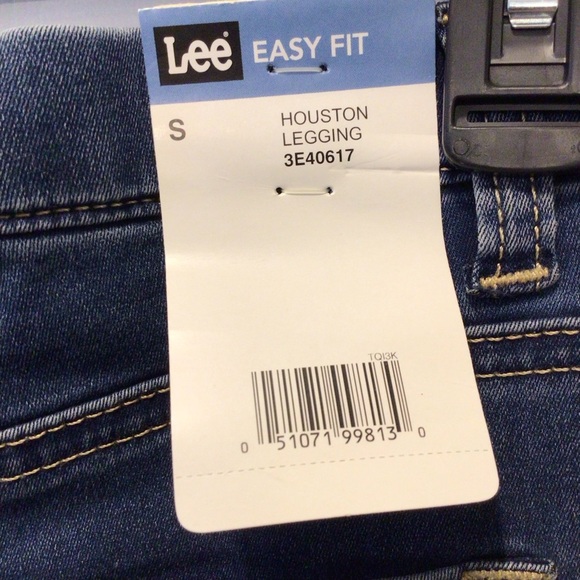 Lee EASY FIT
S
HOUSTON
LEGGING
3E40617
TQI3K
0 51071 99813 0